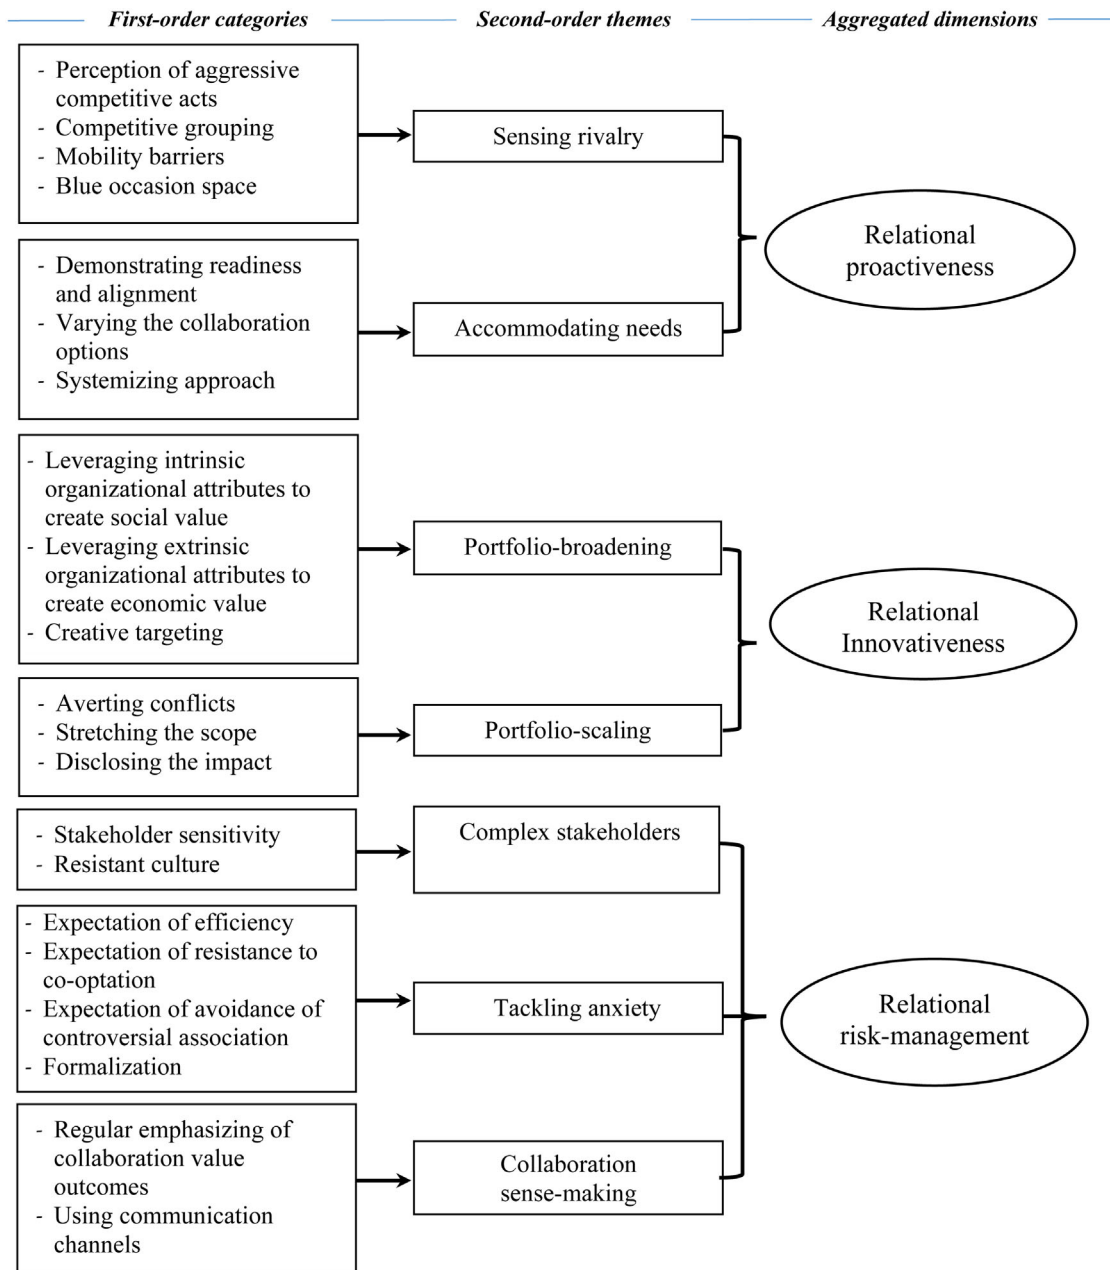 First-order categories
Second-order themes
Aggregated dimensions
- Perception of aggressive
competitive acts
- Competitive grouping
- Mobility barriers
- Blue occasion space
Sensing rivalry
- Demonstrating readiness
and alignment
- Varying the collaboration
options
- Systemizing approach
Accommodating needs
Relational
proactiveness
- Leveraging intrinsic
organizational attributes to
create social value
- Leveraging extrinsic
organizational attributes to
create economic value
- Creative targeting
Portfolio-broadening
- Averting conflicts
- Stretching the scope
- Disclosing the impact
Portfolio-scaling
Relational
Innovativeness
- Stakeholder sensitivity
- Resistant culture
Complex stakeholders
- Expectation of efficiency
- Expectation of resistance to
co-optation
- Expectation of avoidance of
controversial association
- Formalization
Tackling anxiety
- Regular emphasizing of
collaboration value
outcomes
- Using communication
channels
Collaboration
sense-making
Relational
risk-management